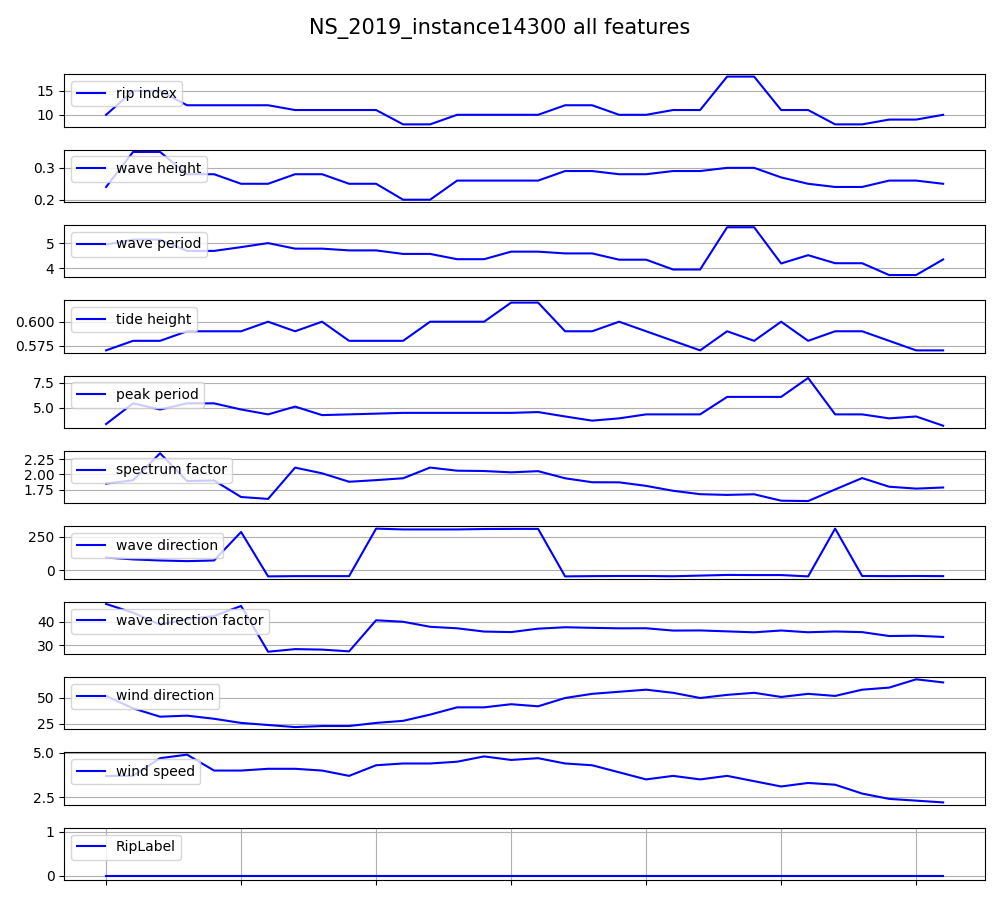 NS_2019_instance14300 all features
15
10
rip index
0.3
0.2
wave height
5
4
wave period
0.600
0.575
tide height
7.5
5.0
peak period
2.25
2.00
1.75
spectrum factor
250
0
wave direction
40
30
wave direction factor
50
25
wind direction
5.0
2.5
wind speed
1
0
RipLabel